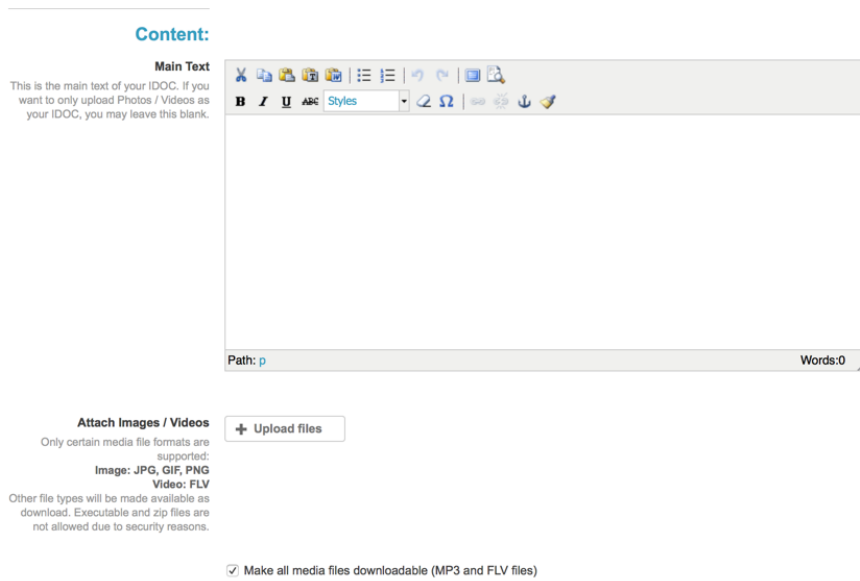 Content:
Main Text
This is the main text of your IDOC. If you
want to only upload Photos / Videos as
your IDOC, you may leave this blank.
B I U ABC Styles
Path: p
Words:0
Attach Images / Videos
Only certain media file formats are
supported:
Image: JPG, GIF, PNG
Video: FLV
Other file types will be made available as
download. Executable and zip files are
not allowed due to security reasons.
Upload files
Make all media files downloadable (MP3 and FLV files)